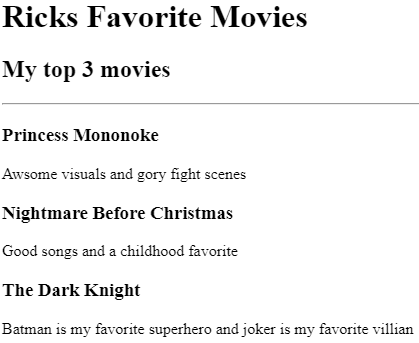 Ricks Favorite Movies
My top 3 movies
Princess Mononoke
Awsome visuals and gory fight scenes
Nightmare Before Christmas
Good songs and a childhood favorite
The Dark Knight
Batman is my favorite superhero and joker is my favorite villian